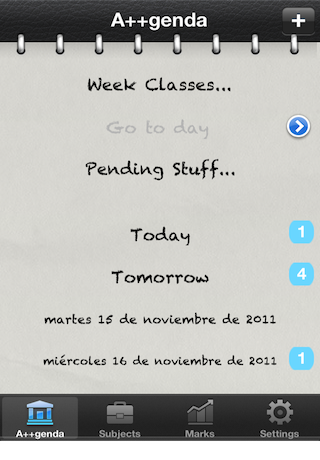 A++genda
+
Week Classes...
Go to day
Pending Stuff...
Today 1
Tomorrow 4
martes 15 de noviembre de 2011
miércoles 16 de noviembre de 2011 1
A++genda Subjects Marks Settings